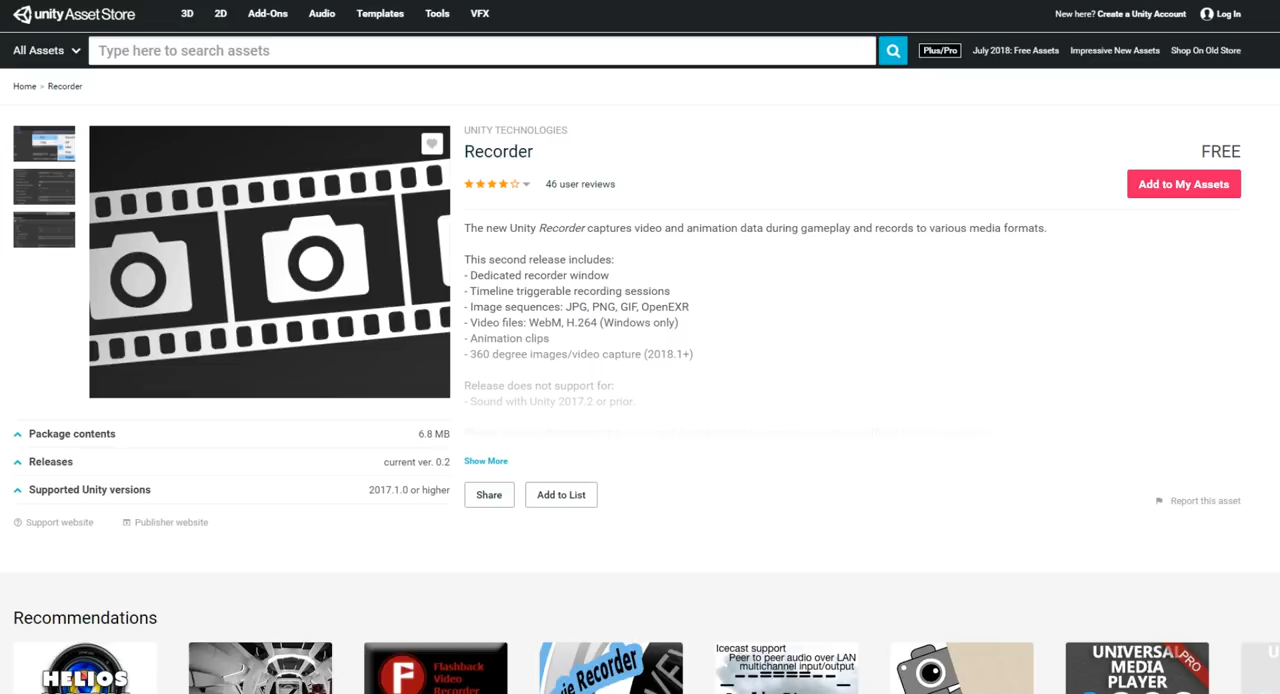 unity Asset Store
3D
2D
Add-Ons
Audio
Templates
Tools
VFX
New here? Create a Unity Account
Log In
All Assets
Type here to search assets
Plus/Pro
July 2018: Free Assets
Impressive New Assets
Shop On Old Store
Home > Recorder
UNITY TECHNOLOGIES
Recorder
FREE
46 user reviews
Add to My Assets
The new Unity Recorder captures video and animation data during gameplay and records to various media formats.
This second release includes:
- Dedicated recorder window
- Timeline triggerable recording sessions
- Image sequences: JPG, PNG, GIF, OpenEXR
- Video files: WebM, H.264 (Windows only)
- Animation clips
- 360 degree images/video capture (2018.1+)
Release does not support for:
- Sound with Unity 2017.2 or prior.
Show More
Share
Add to List
Report this asset
Package contents
6.8 MB
Releases
current ver. 0.2
Supported Unity versions
2017.1.0 or higher
Support website
Publisher website
Recommendations
HELIOS
Flashback
Video
Recorder
ie Recorder
Icecast support
Peer to peer audio over LAN
multichannel input/output
UNIVERSAL
MEDIA
PLAYER
PRO